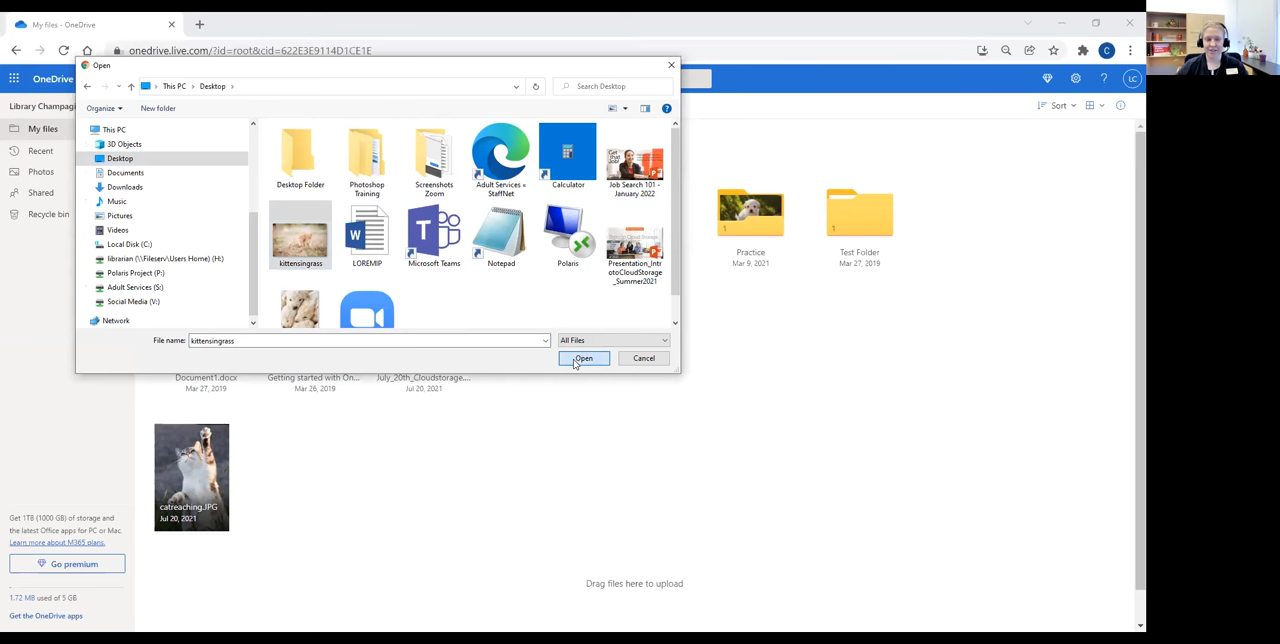 My files - OneDrive
onedrive.live.com/?id=root&cid=622E3E9114D1CE1E
C
Open
This PC > Desktop >
Search Desktop
Organize
New folder
This PC
3D Objects
Desktop
Documents
Downloads
Music
Pictures
Videos
Local Disk (C:)
librarian (\\Fileserv\Users Home) (H:)
Polaris Project (P:)
Adult Services (S:)
Social Media (V:)
Network
Desktop Folder
Photoshop
Training
Screenshots
Zoom
Adult Services «
StaffNet
Calculator
Job Search 101 -
January 2022
kittensingrass
LOREMIP
Microsoft Teams
Notepad
Polaris
Presentation_Int
rotoCloudStorage
_Summer2021
File name:
kittensingrass
All Files
Open
Cancel
OneDrive
LC
Library Champaig
My files
Recent
Photos
Shared
Recycle bin
Sort
1
Practice
Mar 9, 2021
1
Test Folder
Mar 27, 2019
Document1.docx
Mar 27, 2019
Getting started with On...
Mar 26, 2019
July_20th_Cloudstorage....
Jul 20, 2021
catreaching.JPG
Jul 20, 2021
Drag files here to upload
Get 1TB (1000 GB) of storage and
the latest Office apps for PC or Mac.
Learn more about M365 plans.
Go premium
1.72 MB used of 5 GB
Get the OneDrive apps